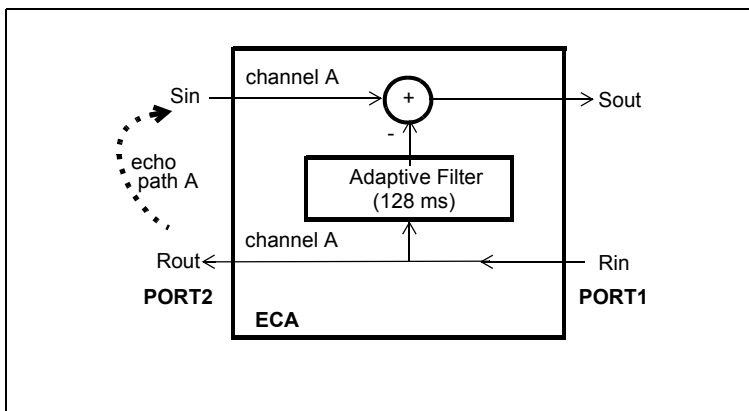 channel A
Sin
+
Sout
-
echo
path A
Adaptive Filter
(128 ms)
channel A
Rout
Rin
PORT2
PORT1
ECA